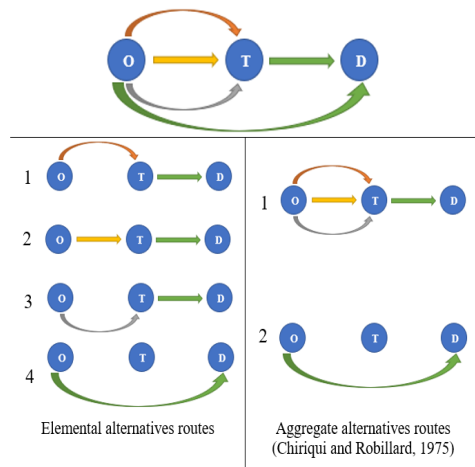 O T D
1 O T D
2 O T D
3 O T D
4 O T D
Elemental alternatives routes
1 O T D
2 O T D
Aggregate alternatives routes
(Chiriqui and Robillard, 1975)